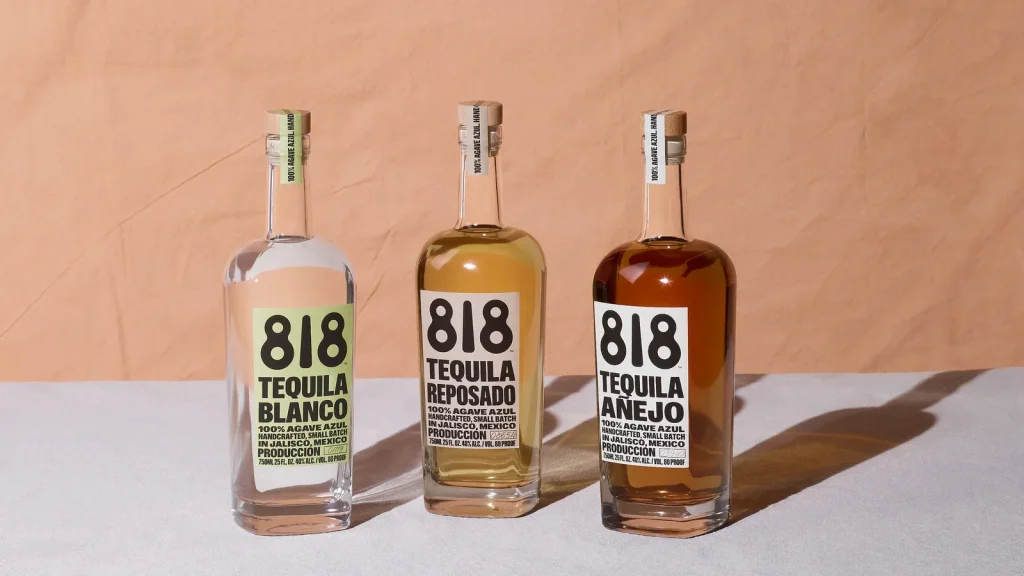 100% AGAVE AZUL. HAND
818
TEQUILA
BLANCO
100% AGAVE AZUL
HANDCRAFTED, SMALL BATCH
IN JALISCO, MEXICO
PRODUCCIÓN
750ML 25 FL. OZ. 40% ALC. / VOL. 80 PROOF
100% AGAVE AZUL. HAND
818
TEQUILA
REPOSADO
100% AGAVE AZUL
HANDCRAFTED, SMALL BATCH
IN JALISCO, MEXICO
PRODUCCIÓN
750ML 25 FL. OZ. 40% ALC. / VOL. 80 PROOF
100% AGAVE AZUL. HAND
818
TEQUILA
AÑEJO
100% AGAVE AZUL
HANDCRAFTED, SMALL BATCH
IN JALISCO, MEXICO
PRODUCCIÓN
750ML 25 FL. OZ. 40% ALC. / VOL. 80 PROOF